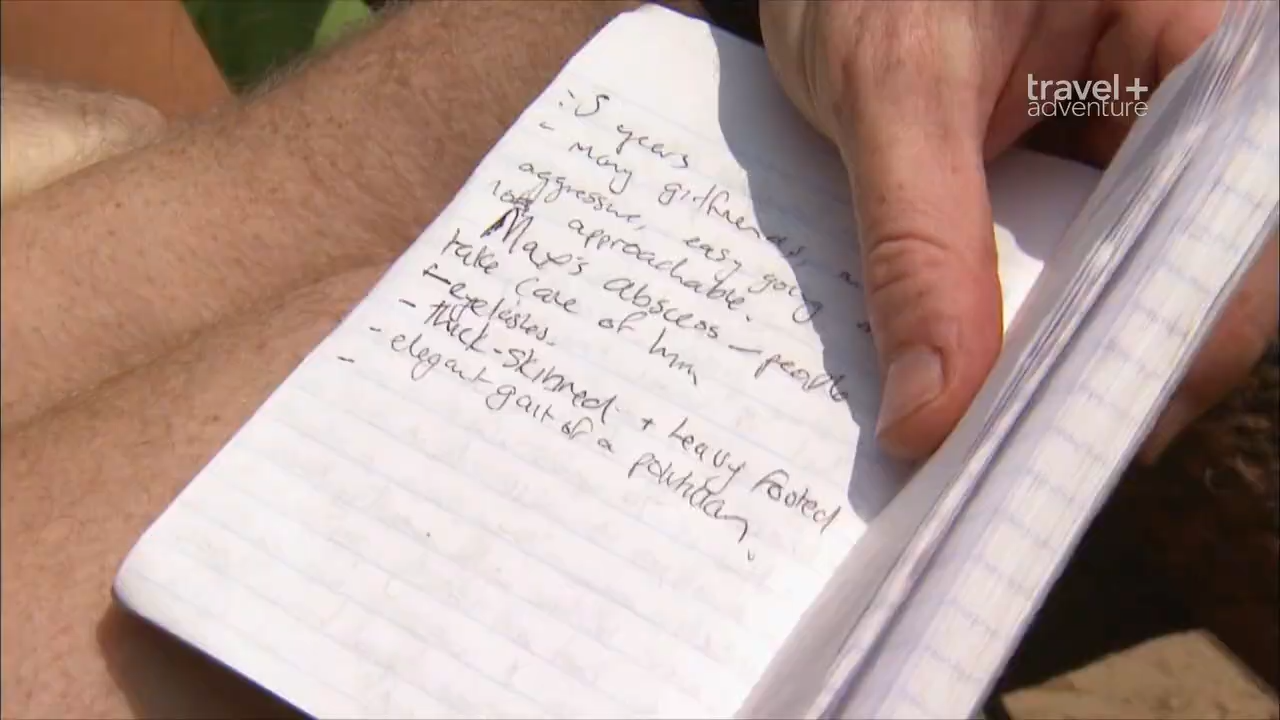 travel+
adventure
- 5 years
- Many girlfriends,
aggressive, easy going
approachable.
Max's abscess – people
take care of him
- eyelashes.
- thick-skinned + heavy footed
- elegant gait of a politician,
-